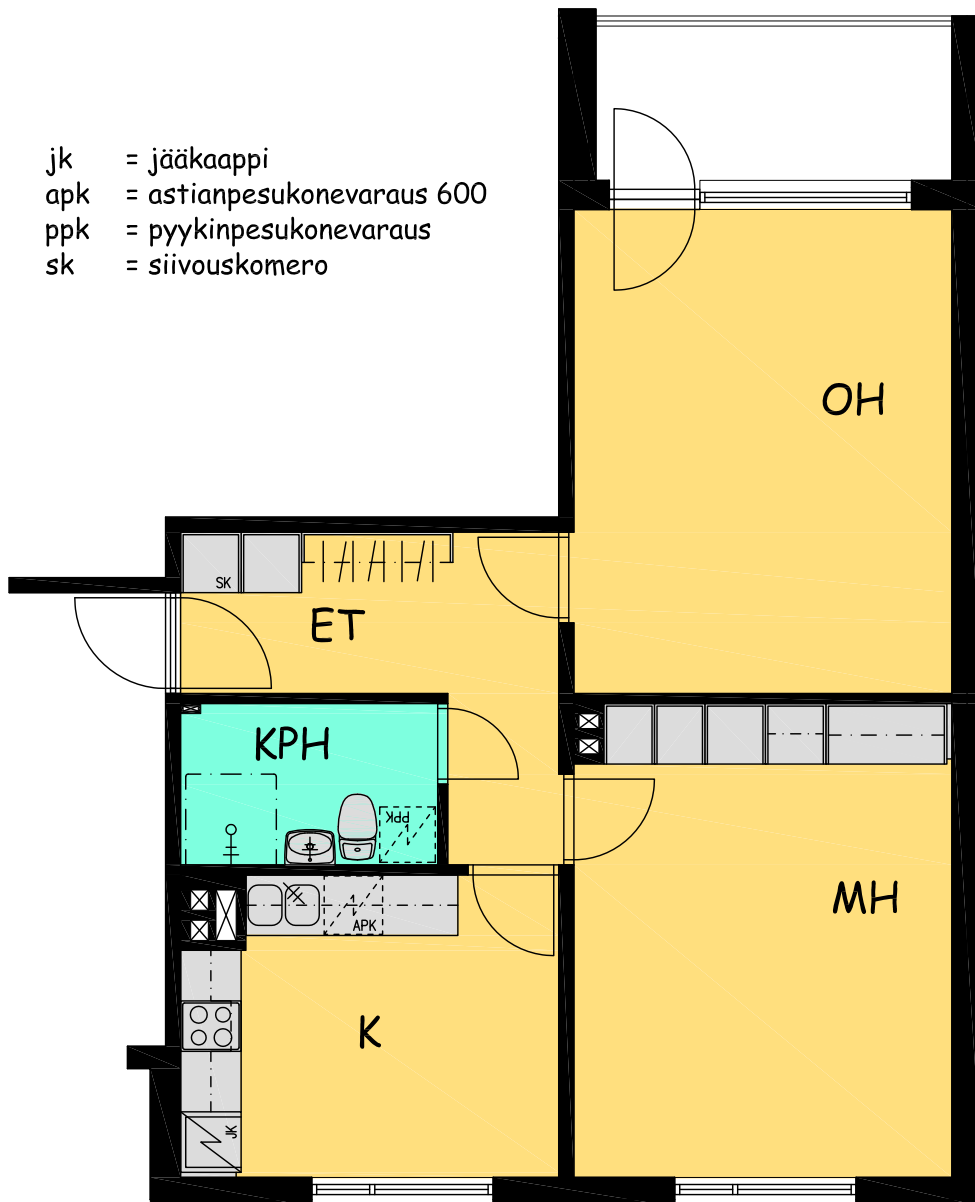 jk = jääkaappi
apk = astianpesukonevaraus 600
ppk = pyykinpesukonevaraus
sk = siivouskomero
OH
SK
ET
KPH
PPK
MH
APK
K
JK